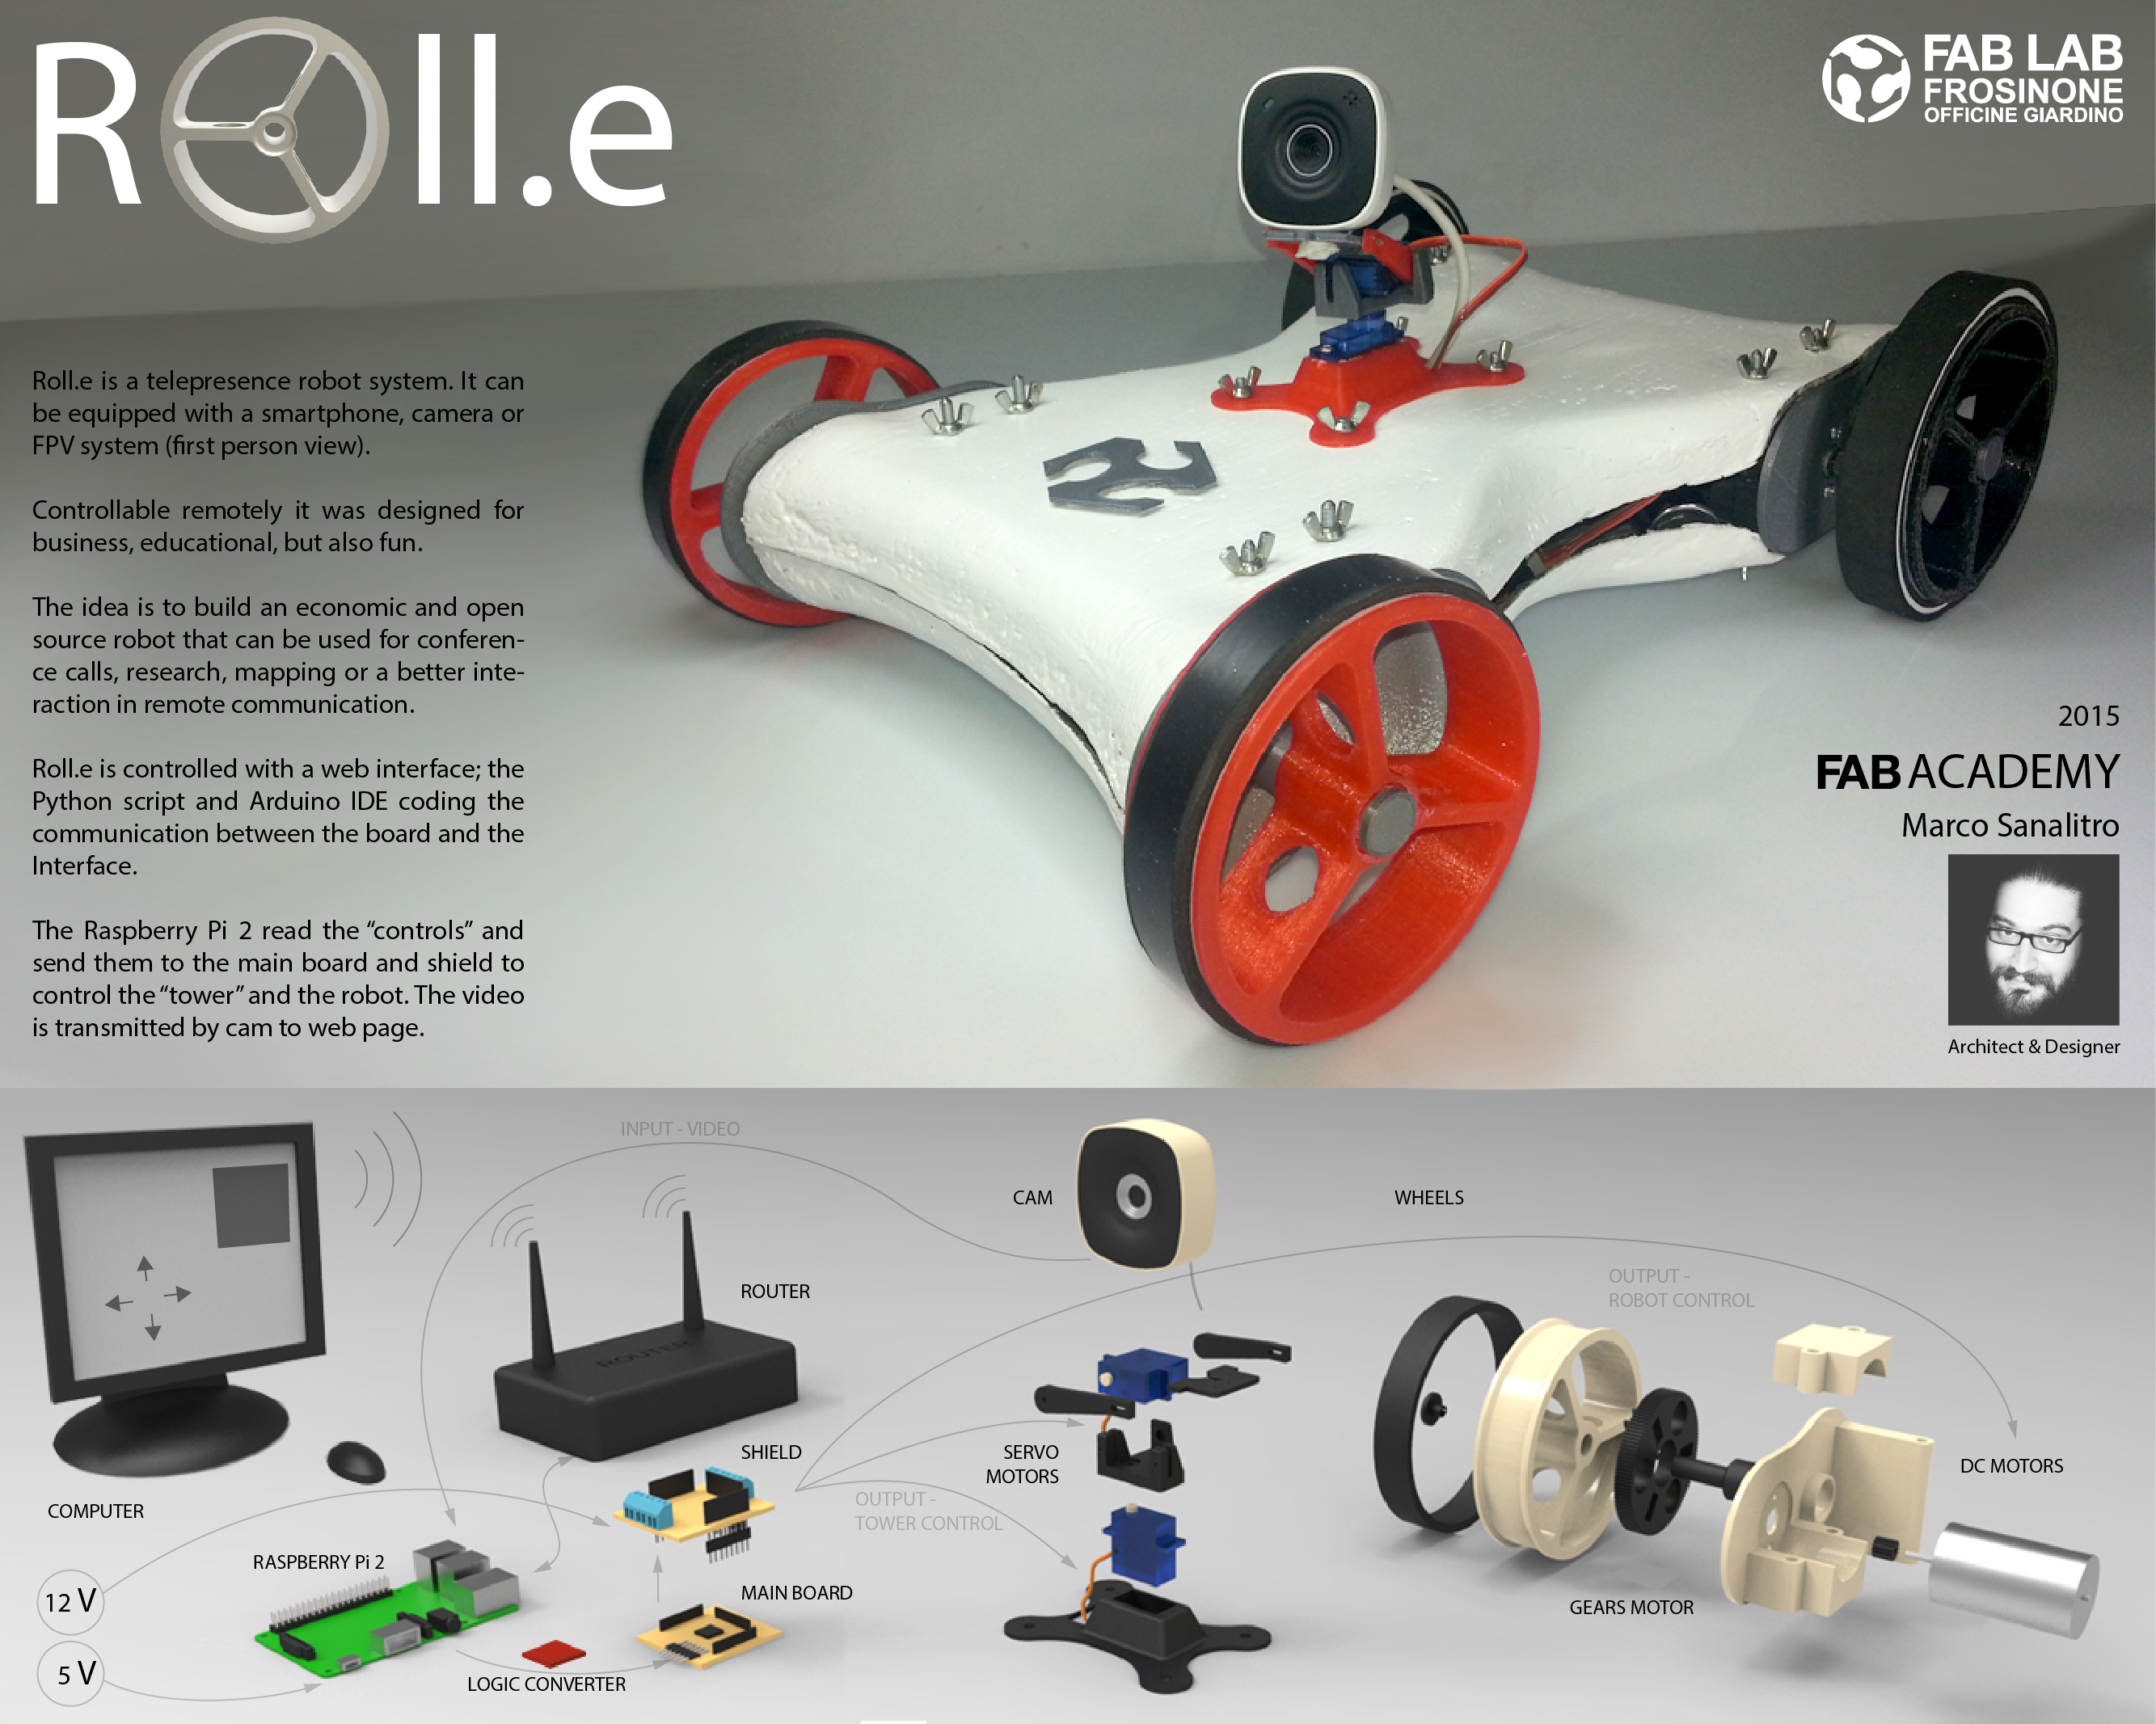 Roll.e
FAB LAB
FROSINONE
OFFICINE GIARDINO
Roll.e is a telepresence robot system. It can
be equipped with a smartphone, camera or
FPV system (first person view).
Controllable remotely it was designed for
business, educational, but also fun.
The idea is to build an economic and open
source robot that can be used for conferen-
ce calls, research, mapping or a better inte-
raction in remote communication.
Roll.e is controlled with a web interface; the
Python script and Arduino IDE coding the
communication between the board and the
Interface.
The Raspberry Pi 2 read the “controls” and
send them to the main board and shield to
control the “tower” and the robot. The video
is transmitted by cam to web page.
2015
FAB ACADEMY
Marco Sanalitro
Architect & Designer
INPUT - VIDEO
CAM
WHEELS
OUTPUT -
ROBOT CONTROL
ROUTER
ROUTER
SHIELD
SERVO
MOTORS
DC MOTORS
OUTPUT -
TOWER CONTROL
COMPUTER
RASPBERRY Pi 2
12 V
MAIN BOARD
GEARS MOTOR
5 V
LOGIC CONVERTER